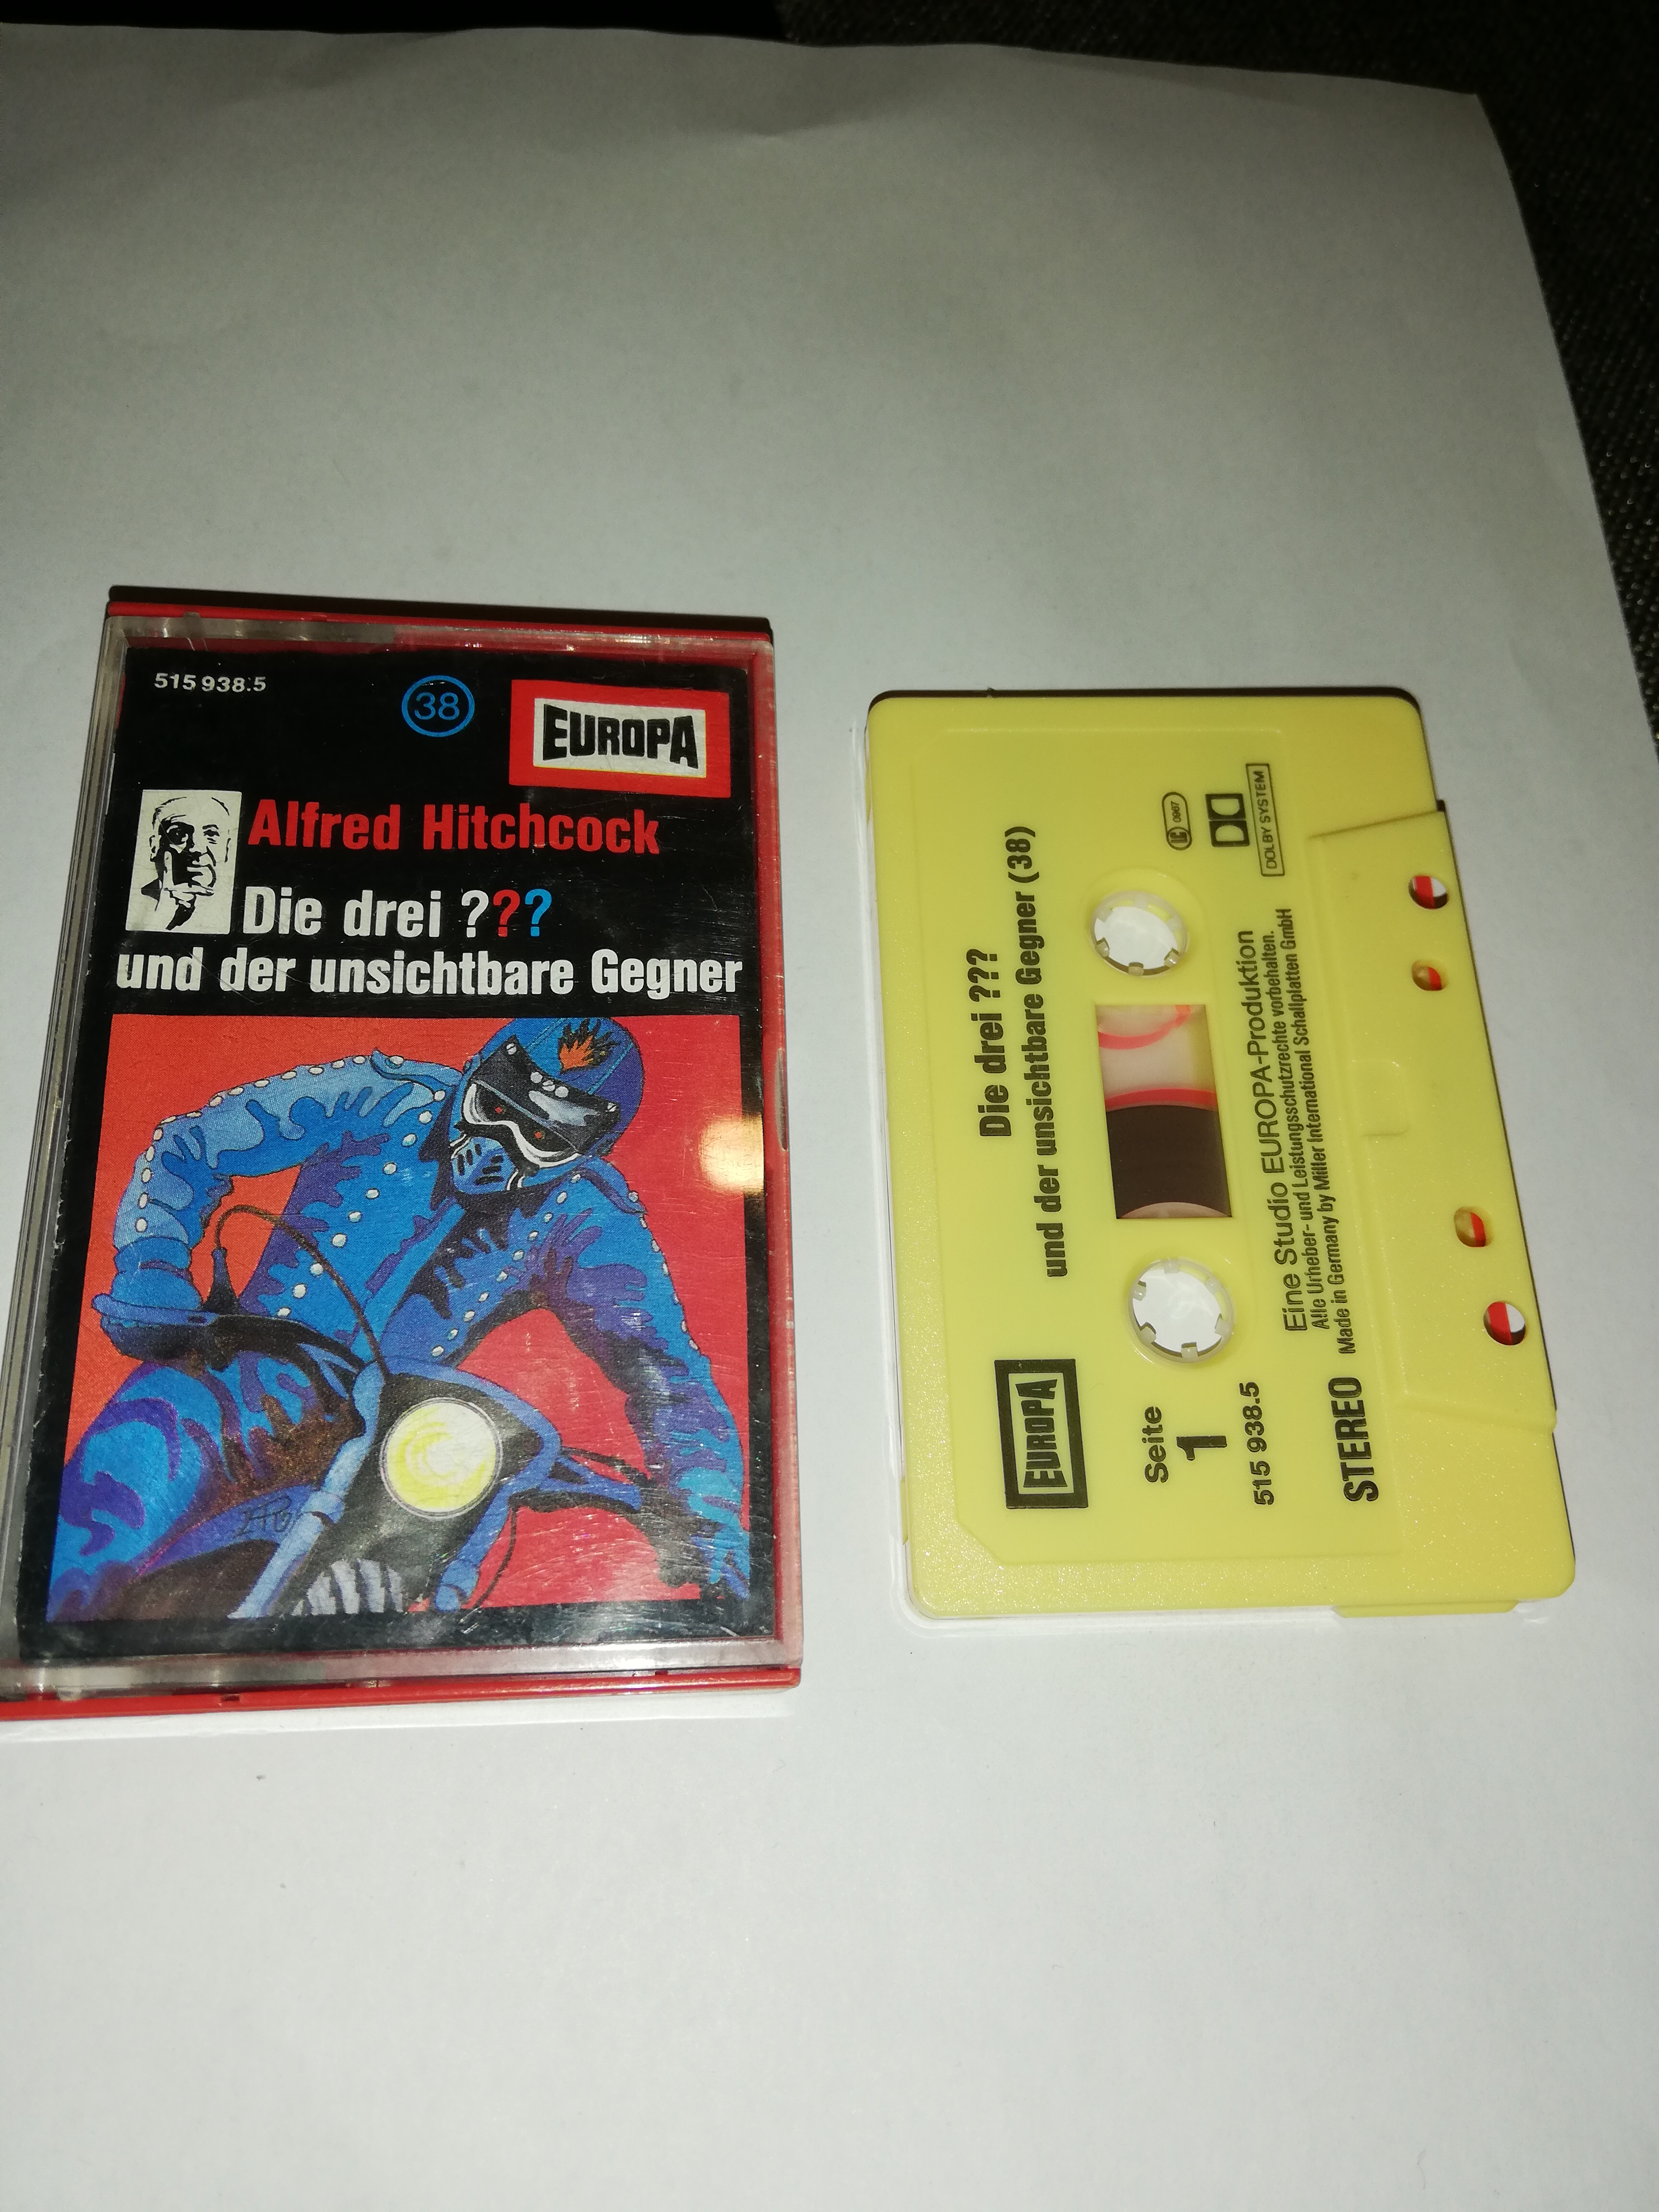 515 938.5
38
EUROPA
Alfred Hitchcock
Die drei ???
und der unsichtbare Gegner
Die drei ???
und der unsichtbare Gegner (38)
EUROPA
Seite
1
515 938.5
LC 0967
DOLBY SYSTEM
STEREO
Eine Studio EUROPA-Produktion
Alle Urheber- und Leistungsschutzrechte vorbehalten.
Made in Germany by Miller International Schallplatten GmbH